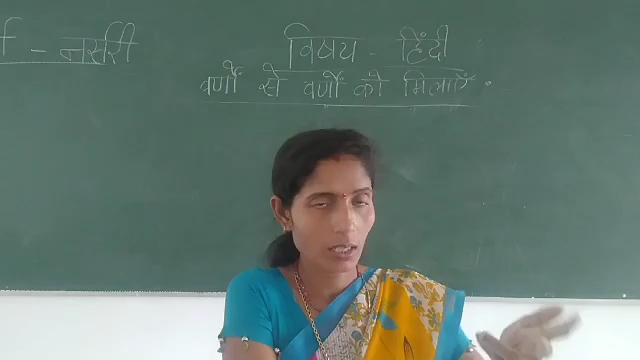 - नर्सरी
विषय - हिंदी
वर्णों से वर्णों को मिलाएँ .